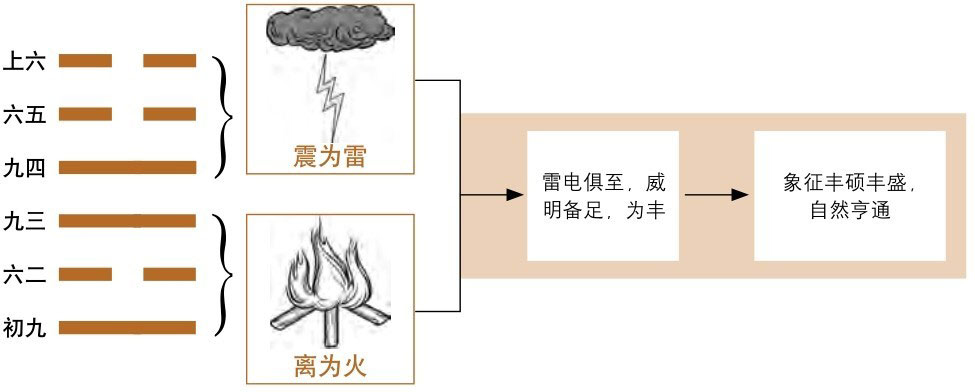 上六
六五
九四
九三
六二
初九
震为雷
离为火
雷电俱至，威
明备足，为丰
象征丰硕丰盛，
自然亨通